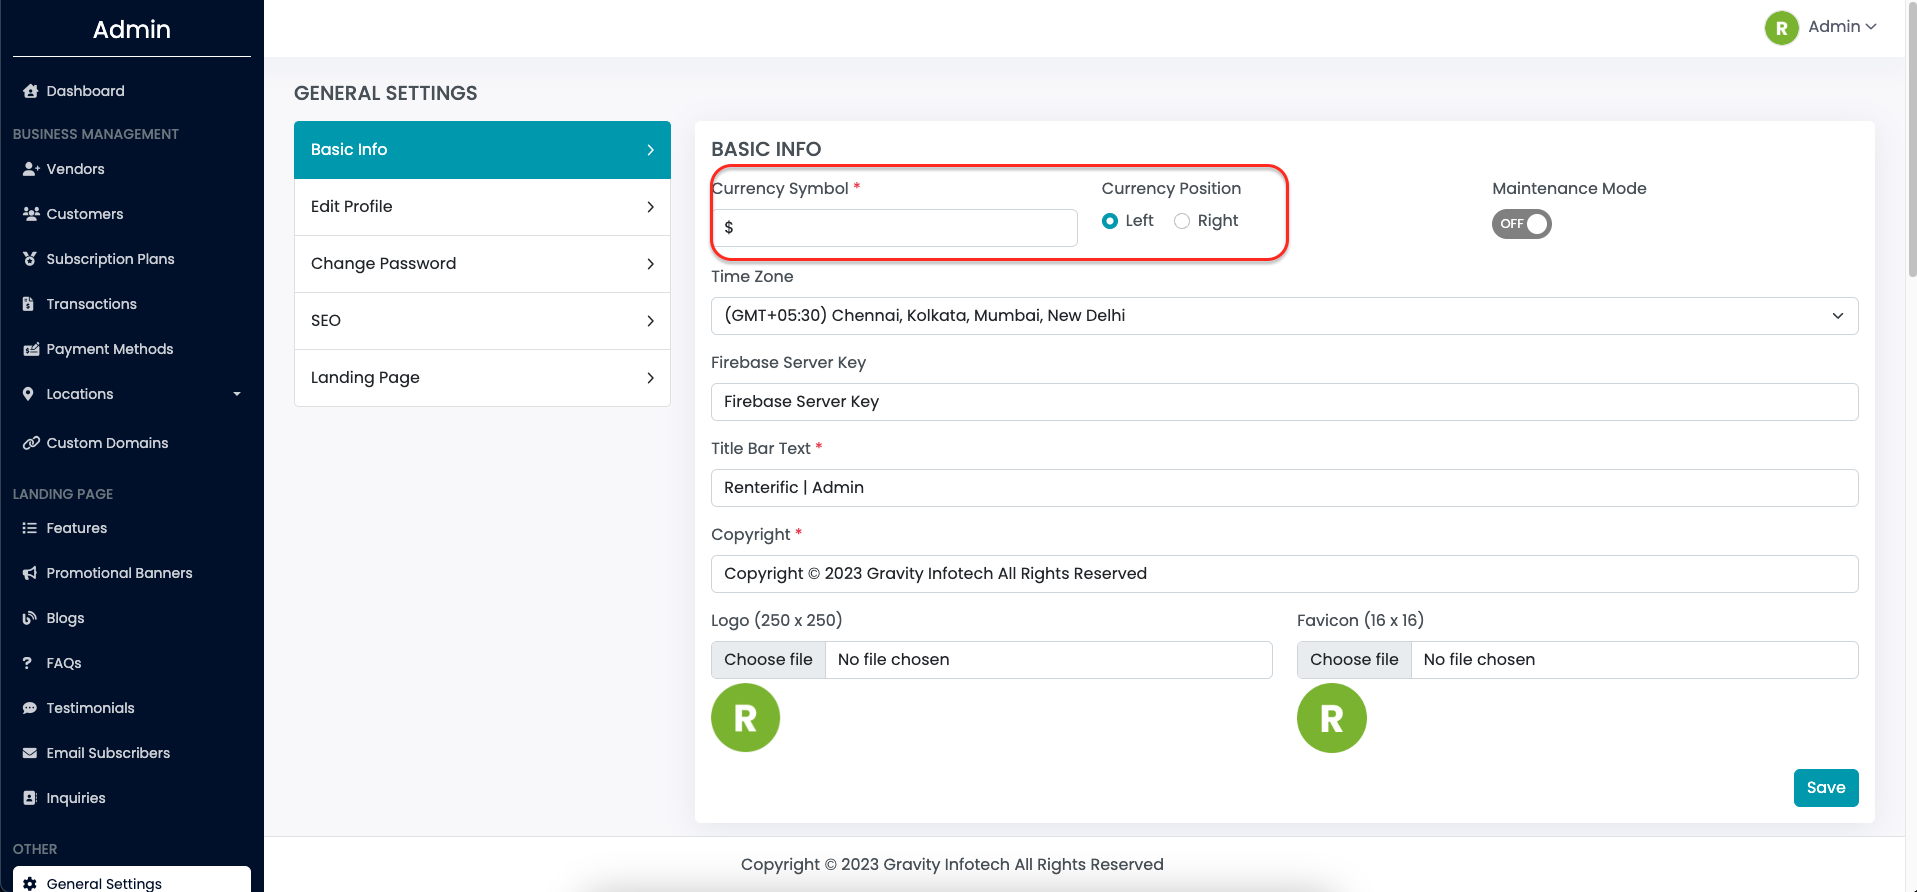 Admin
Dashboard
BUSINESS MANAGEMENT
Vendors
Customers
Subscription Plans
Transactions
Payment Methods
Locations
Custom Domains
LANDING PAGE
Features
Promotional Banners
Blogs
FAQs
Testimonials
Email Subscribers
Inquiries
OTHER
General Settings
R Admin
GENERAL SETTINGS
Basic Info
Edit Profile
Change Password
SEO
Landing Page
BASIC INFO
Currency Symbol *
$
Currency Position
Left Right
Maintenance Mode
OFF
Time Zone
(GMT+05:30) Chennai, Kolkata, Mumbai, New Delhi
Firebase Server Key
Firebase Server Key
Title Bar Text *
Renterific | Admin
Copyright *
Copyright © 2023 Gravity Infotech All Rights Reserved
Logo (250 x 250)
Choose file No file chosen
R
Favicon (16 x 16)
Choose file No file chosen
R
Save
Copyright © 2023 Gravity Infotech All Rights Reserved